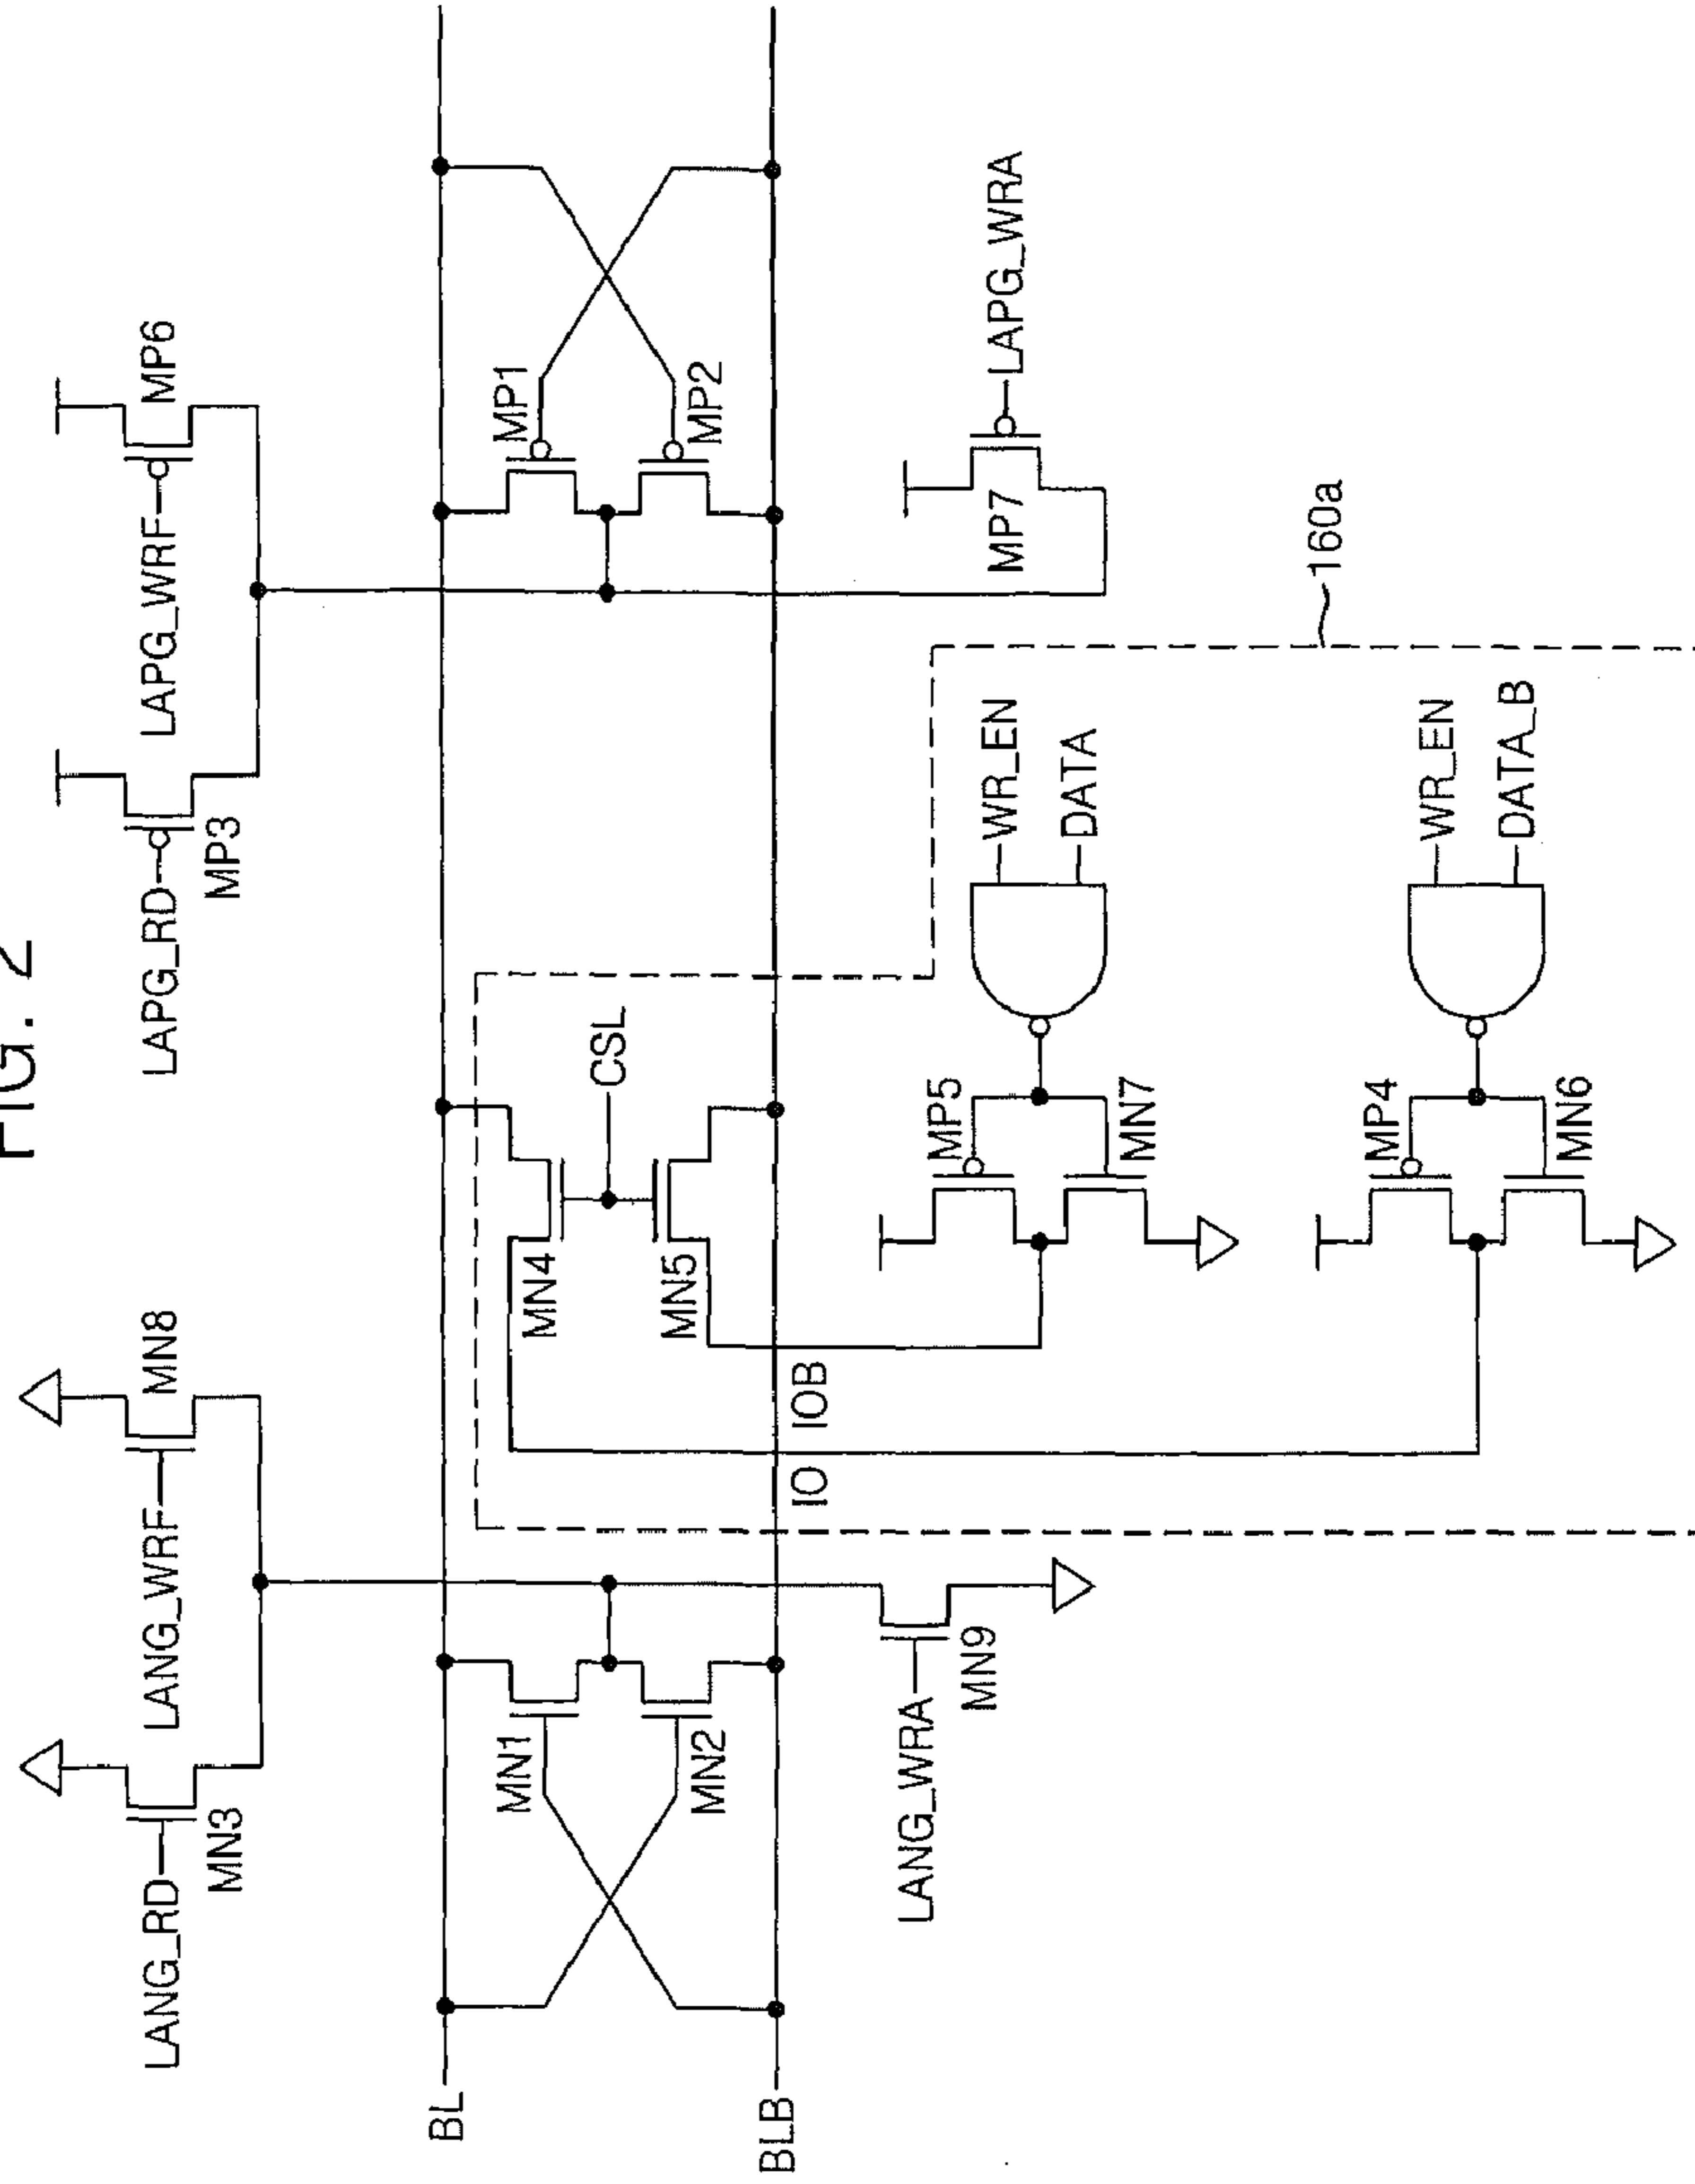 FIG. 2
LANG_RD
MN3
LANG_WRF
MN8
LAPG_RD
MP3
LAPG_WRF
MP6
BL
BLB
MN1
MN2
MN4
MN5
CSL
MP1
MP2
IO
IOB
LANG_WRA
MN9
MP7
LAPG_WRA
MP5
MN7
WR_EN
DATA
160a
MP4
MN6
WR_EN
DATA_B